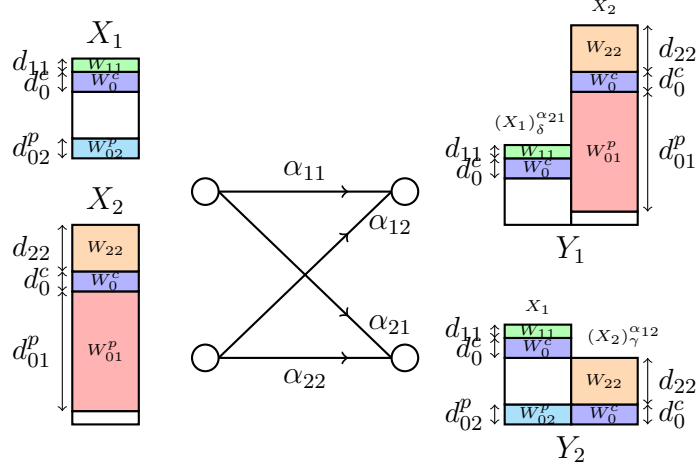 X_1
d_{11} W_{11}
d_0^c W_0^c
d_{02}^p W_{02}^p
X_2
d_{22} W_{22}
d_0^c W_0^c
d_{01}^p W_{01}^p
α_{11}
α_{12}
α_{21}
α_{22}
X_2
W_{22} d_{22}
W_0^c d_0^c
(X_1)_δ^{α_{21}}
d_{11} W_{11}
d_0^c W_0^c
W_{01}^p d_{01}^p
Y_1
X_1
d_{11} W_{11}
d_0^c W_0^c
(X_2)_γ^{α_{12}}
W_{22} d_{22}
d_{02}^p W_{02}^p W_0^c d_0^c
Y_2